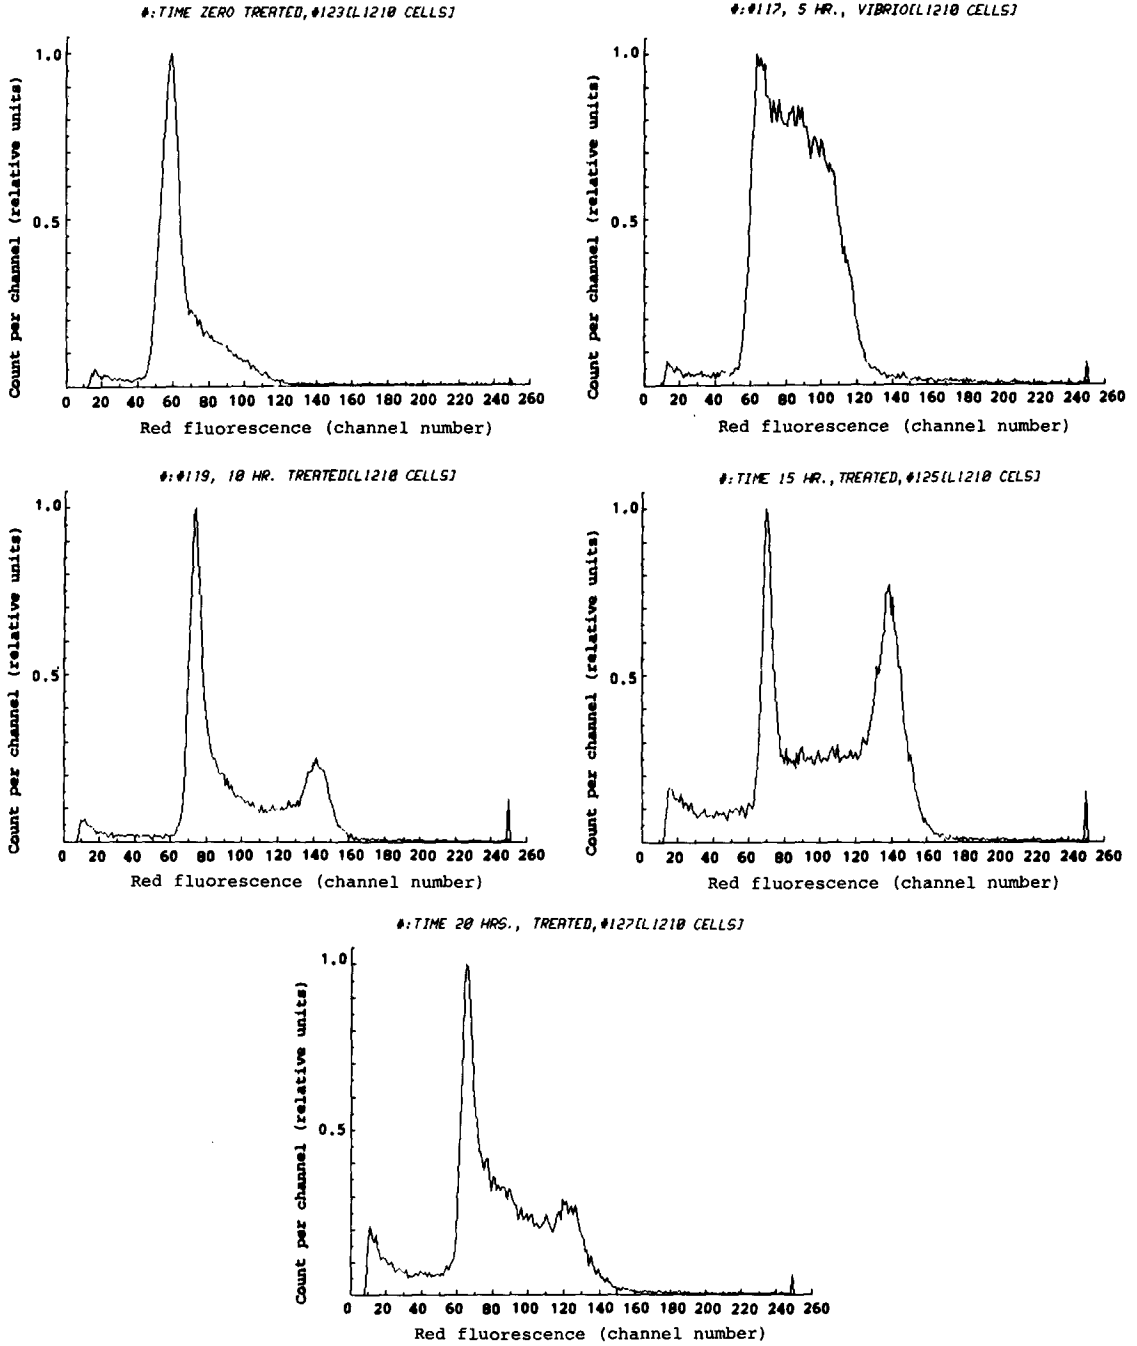 #:TIME ZERO TREATED,#123[L1210 CELLS]
Count per channel (relative units)
1.0
0.5
0 20 40 60 80 100 120 140 160 180 200 220 240 260
Red fluorescence (channel number)
#:#117, 5 HR., VIBRIO[L1210 CELLS]
Count per channel (relative units)
1.0
0.5
0 20 40 60 80 100 120 140 160 180 200 220 240 260
Red fluorescence (channel number)
#:#119, 10 HR. TREATED[L1210 CELLS]
Count per channel (relative units)
1.0
0.5
0 20 40 60 80 100 120 140 160 180 200 220 240 260
Red fluorescence (channel number)
#:TIME 15 HR.,TREATED,#125[L1210 CELS]
Count per channel (relative units)
1.0
0.5
0 20 40 60 80 100 120 140 160 180 200 220 240 260
Red fluorescence (channel number)
#:TIME 20 HRS., TREATED,#127[L1210 CELLS]
Count per channel (relative units)
1.0
0.5
0 20 40 60 80 100 120 140 160 180 200 220 240 260
Red fluorescence (channel number)